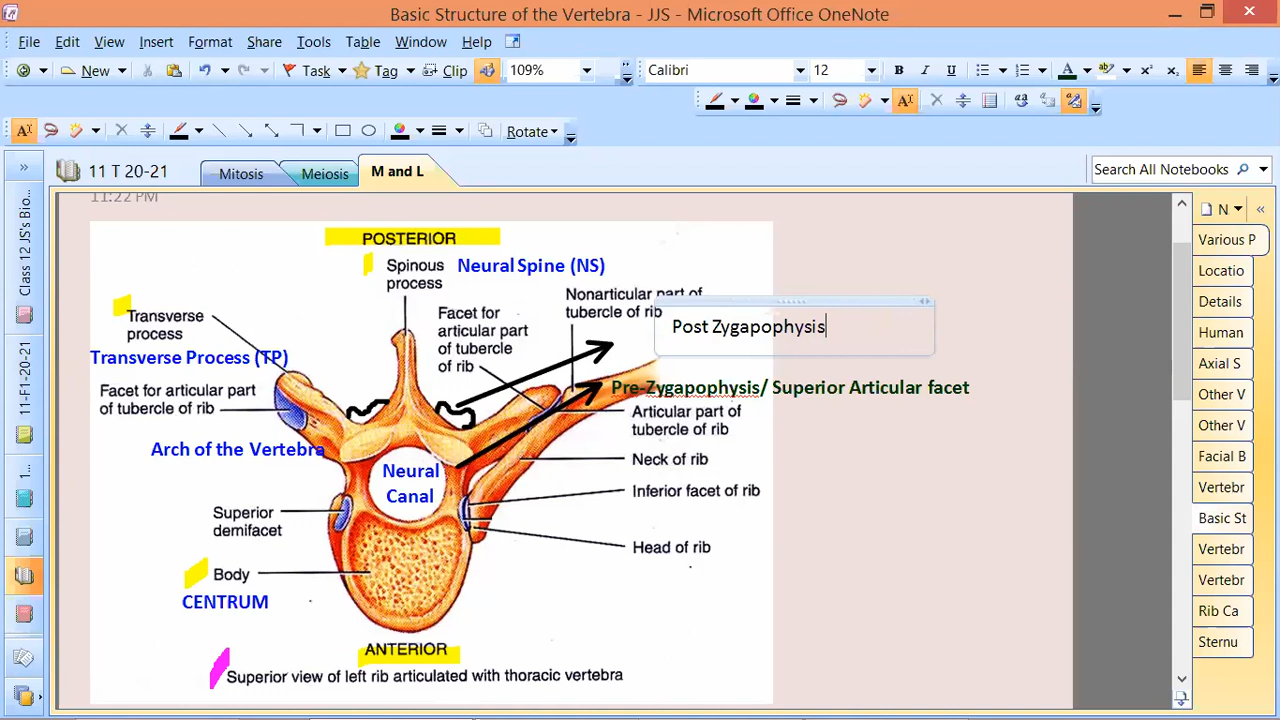 Basic Structure of the Vertebra - JJS - Microsoft Office OneNote
File Edit View Insert Format Share Tools Table Window Help
New Task Tag Clip 109% Calibri 12 B I U A
Rotate
11 T 20-21 Mitosis Meiosis M and L Search All Notebooks
11:22 PM
POSTERIOR
Spinous
process
Neural Spine (NS)
Transverse
process
Transverse Process (TP)
Facet for
articular part
of tubercle
of rib
Nonarticular part of
tubercle of rib
Post Zygapophysis
Pre-Zygapophysis/ Superior Articular facet
Facet for articular part
of tubercle of rib
Articular part of
tubercle of rib
Arch of the Vertebra
Neural
Canal
Neck of rib
Inferior facet of rib
Superior
demifacet
Head of rib
Body
CENTRUM
ANTERIOR
Superior view of left rib articulated with thoracic vertebra
Class 12 JJS's Bio...
11-F1-20-21
1...
N
Various P
Locatio
Details
Human
Axial S
Other V
Other V
Facial B
Vertebr
Basic St
Vertebr
Vertebr
Rib Ca
Sternu